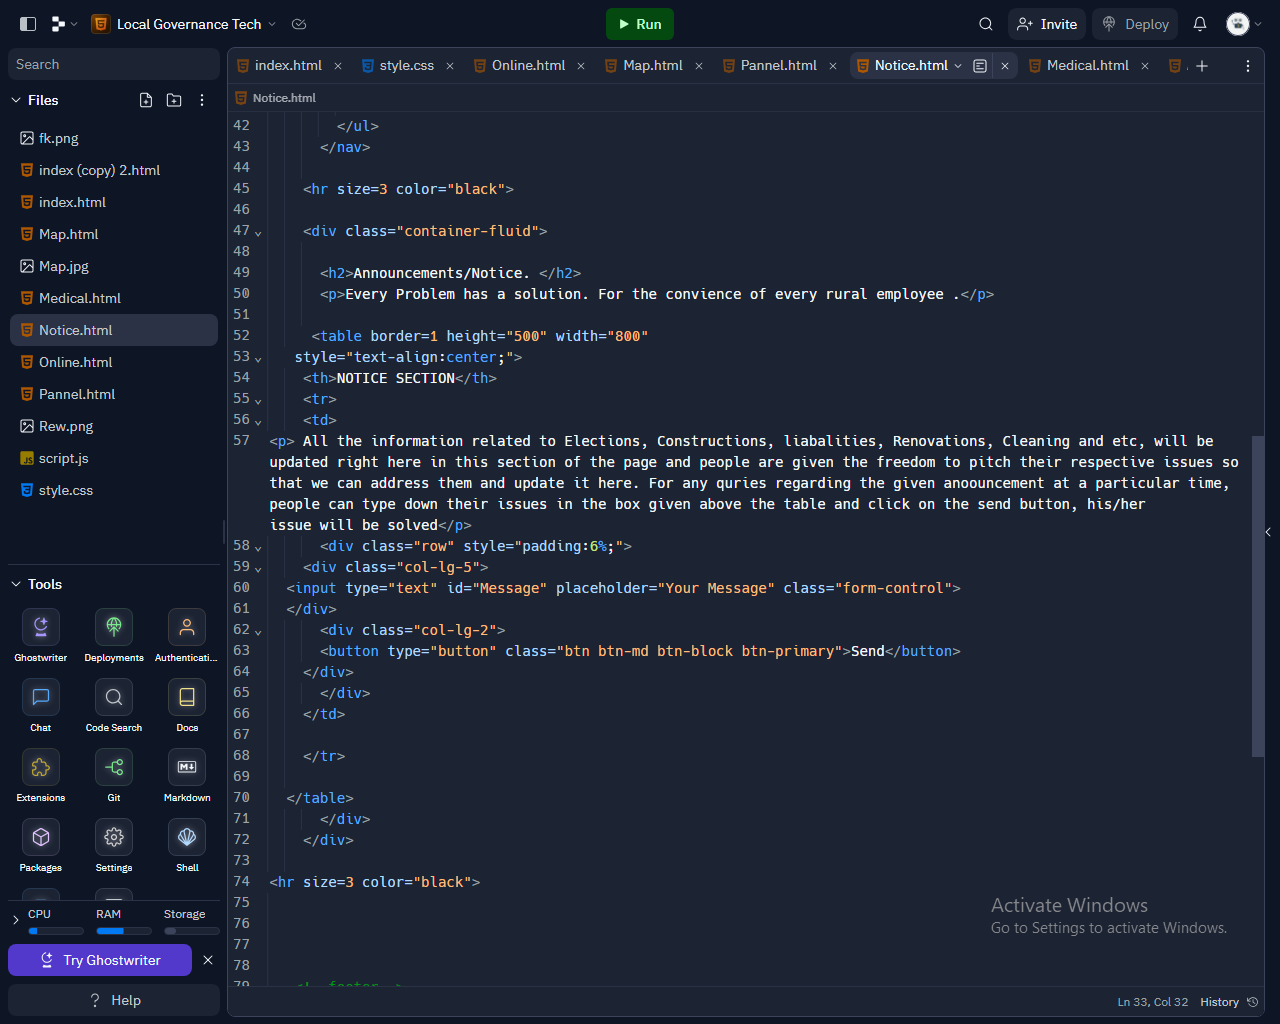 Local Governance Tech
Run
Invite
Deploy
Search
index.html
style.css
Online.html
Map.html
Pannel.html
Notice.html
Medical.html
Files
Notice.html
fk.png
index (copy) 2.html
index.html
Map.html
Map.jpg
Medical.html
Notice.html
Online.html
Pannel.html
Rew.png
script.js
style.css
42 </ul>
43 </nav>
44
45 <hr size=3 color="black">
46
47 <div class="container-fluid">
48
49 <h2>Announcements/Notice. </h2>
50 <p>Every Problem has a solution. For the convience of every rural employee .</p>
51
52 <table border=1 height="500" width="800"
53 style="text-align:center;">
54 <th>NOTICE SECTION</th>
55 <tr>
56 <td>
57 <p> All the information related to Elections, Constructions, liabalities, Renovations, Cleaning and etc, will be
updated right here in this section of the page and people are given the freedom to pitch their respective issues so
that we can address them and update it here. For any quries regarding the given anoouncement at a particular time,
people can type down their issues in the box given above the table and click on the send button, his/her
issue will be solved</p>
58 <div class="row" style="padding:6%;">
59 <div class="col-lg-5">
60 <input type="text" id="Message" placeholder="Your Message" class="form-control">
61 </div>
62 <div class="col-lg-2">
63 <button type="button" class="btn btn-md btn-block btn-primary">Send</button>
64 </div>
65 </div>
66 </td>
67
68 </tr>
69
70 </table>
71 </div>
72 </div>
73
74 <hr size=3 color="black">
75
76
77
78
79 <!--footer-->
Tools
Ghostwriter
Deployments
Authenticati...
Chat
Code Search
Docs
Extensions
Git
Markdown
Packages
Settings
Shell
CPU
RAM
Storage
Try Ghostwriter
Help
Activate Windows
Go to Settings to activate Windows.
Ln 33, Col 32
History